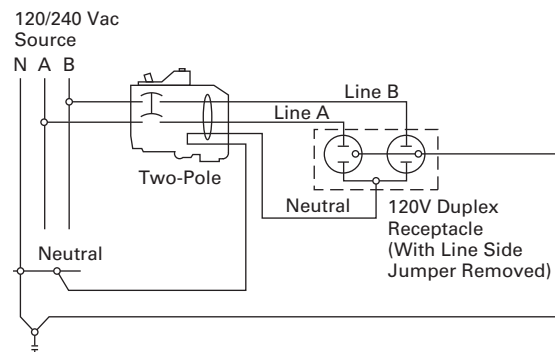 120/240 Vac
Source
N A B
Line B
Line A
Two-Pole
Neutral
120V Duplex
Receptacle
(With Line Side
Jumper Removed)
Neutral